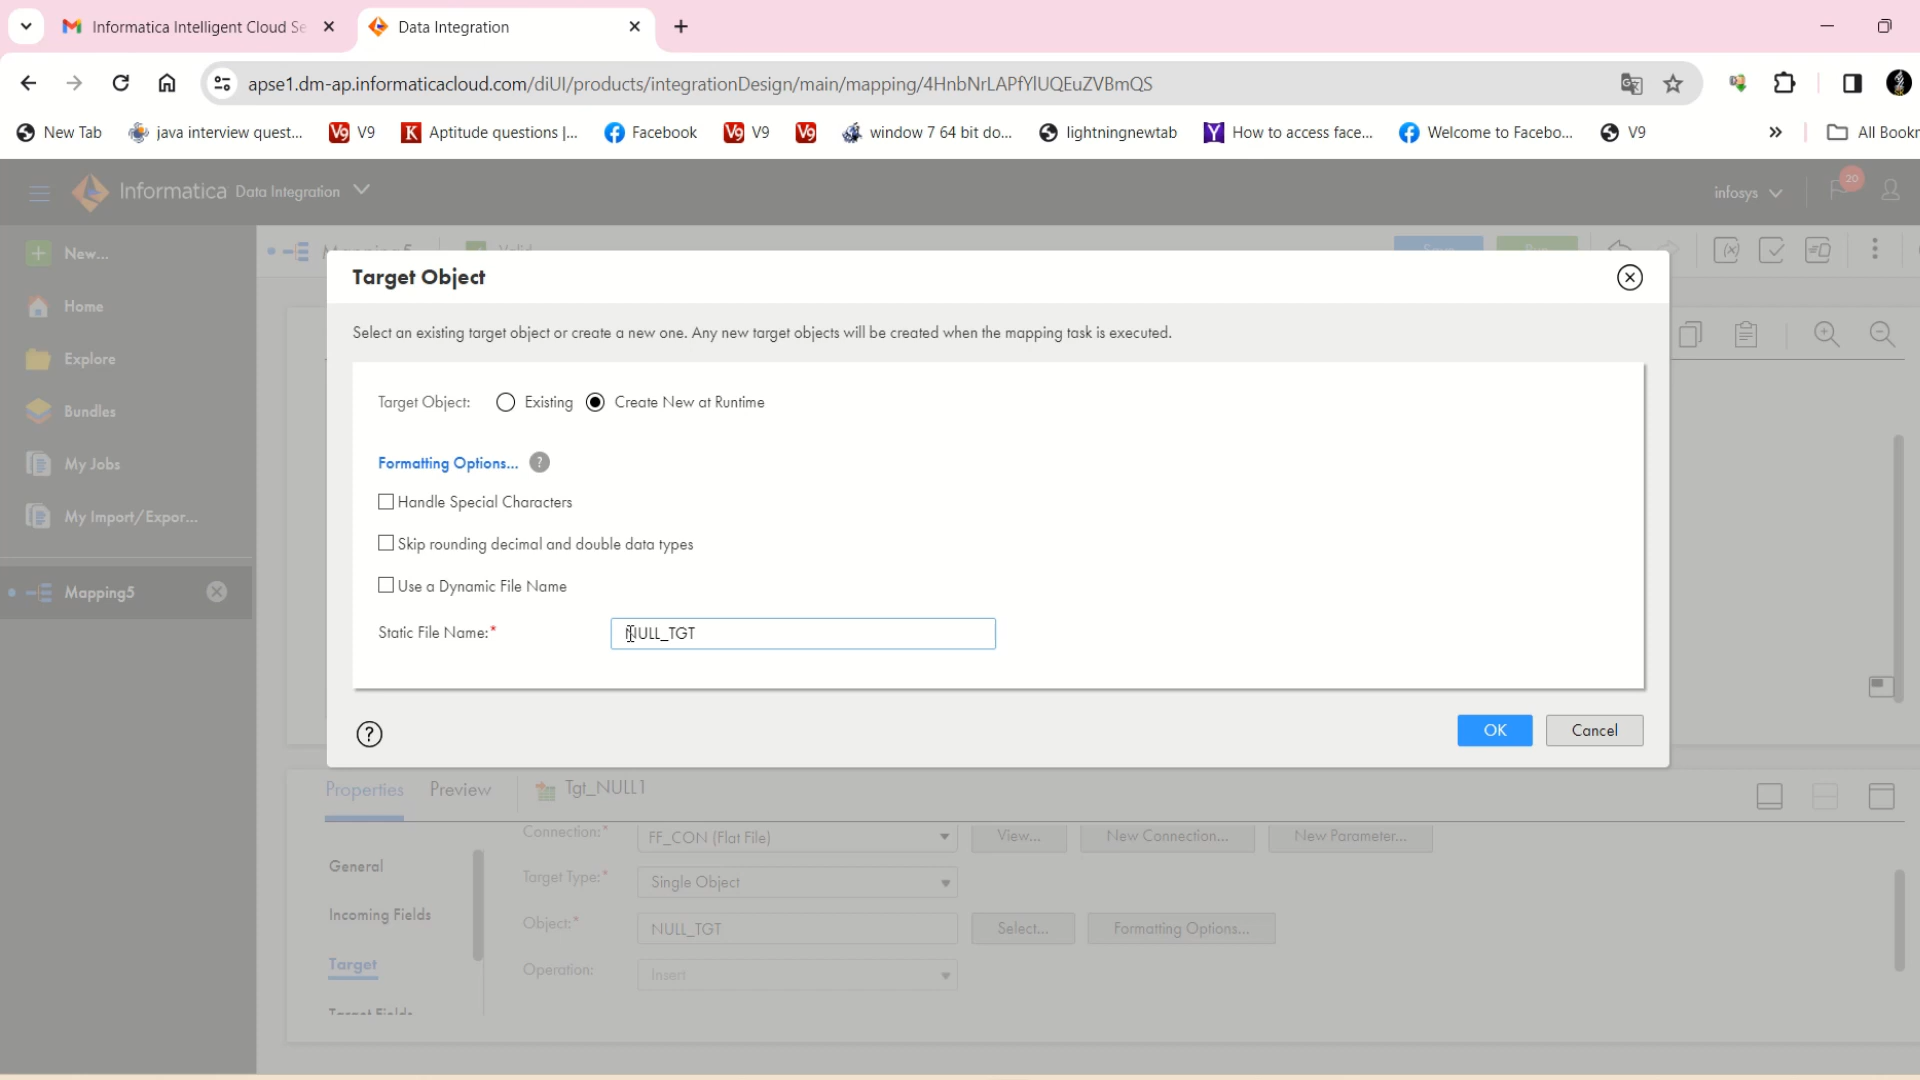 Informatica Intelligent Cloud Se
Data Integration
apse1.dm-ap.informaticacloud.com/diUI/products/integrationDesign/main/mapping/4HnbNrLAPfYlUQEuZVBmQS
New Tab
java interview quest...
V9
Aptitude questions |...
Facebook
V9
window 7 64 bit do...
lightningnewtab
How to access face...
Welcome to Facebo...
V9
All Bookr
Informatica Data Integration
infosys
20
New...
Mapping5
Valid
Save
Run
Home
Explore
Bundles
My Jobs
My Import/Expor...
Mapping5
Target Object
Select an existing target object or create a new one. Any new target objects will be created when the mapping task is executed.
Target Object: Existing Create New at Runtime
Formatting Options... ?
Handle Special Characters
Skip rounding decimal and double data types
Use a Dynamic File Name
Static File Name:* NULL_TGT
?
OK Cancel
Properties Preview Tgt_NULL1
General
Incoming Fields
Target
Target Fields
Connection:* FF_CON (Flat File) View... New Connection... New Parameter...
Target Type:* Single Object
Object:* NULL_TGT Select... Formatting Options...
Operation: Insert